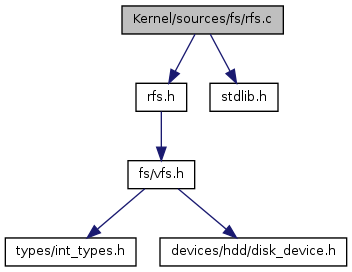 Kernel/sources/fs/rfs.c
rfs.h
stdlib.h
fs/vfs.h
types/int_types.h
devices/hdd/disk_device.h